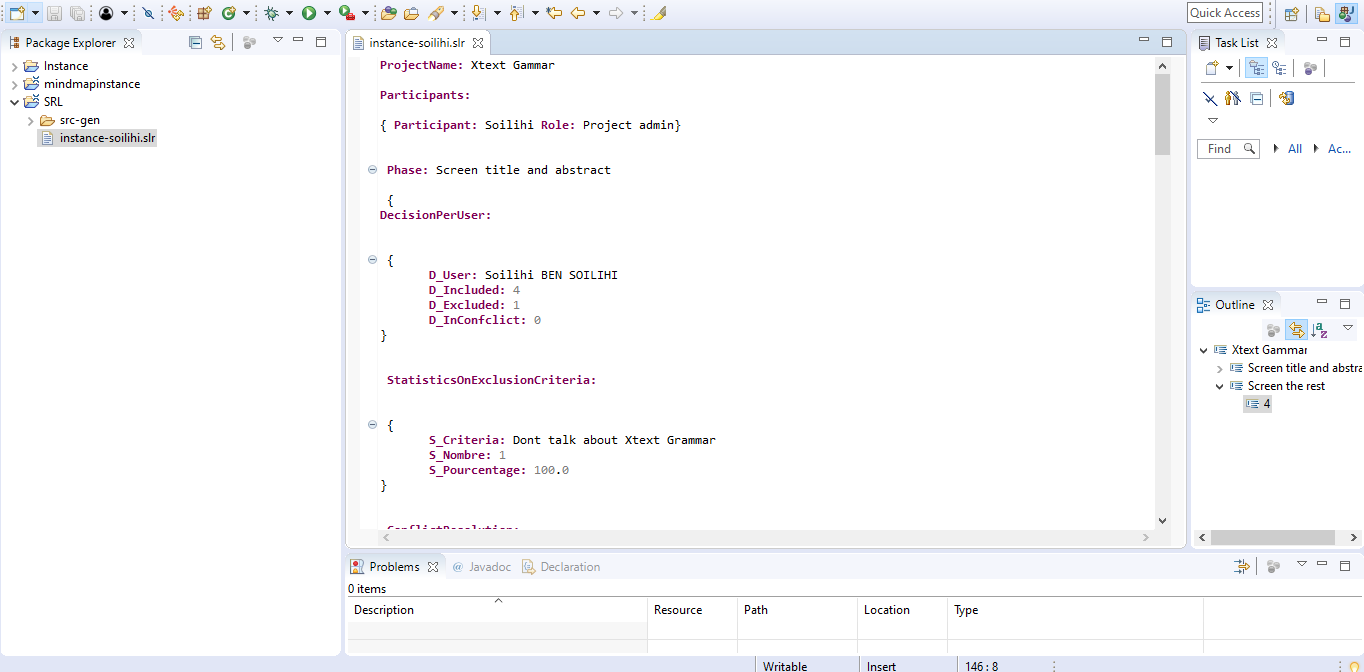 Quick Access
Package Explorer
Instance
mindmapinstance
SRL
src-gen
instance-soilihi.slr
instance-soilihi.slr
ProjectName: Xtext Gammar
Participants:
{ Participant: Soilihi Role: Project admin}
Phase: Screen title and abstract
{
DecisionPerUser:
{
D_User: Soilihi BEN SOILIHI
D_Included: 4
D_Excluded: 1
D_InConfclict: 0
}
StatisticsOnExclusionCriteria:
{
S_Criteria: Dont talk about Xtext Grammar
S_Nombre: 1
S_Pourcentage: 100.0
}
ConflictResolution:
Task List
Find
All
Ac...
Outline
Xtext Gammar
Screen title and abstra
Screen the rest
4
Problems
@ Javadoc
Declaration
0 items
Description Resource Path Location Type
Writable Insert 146 : 8